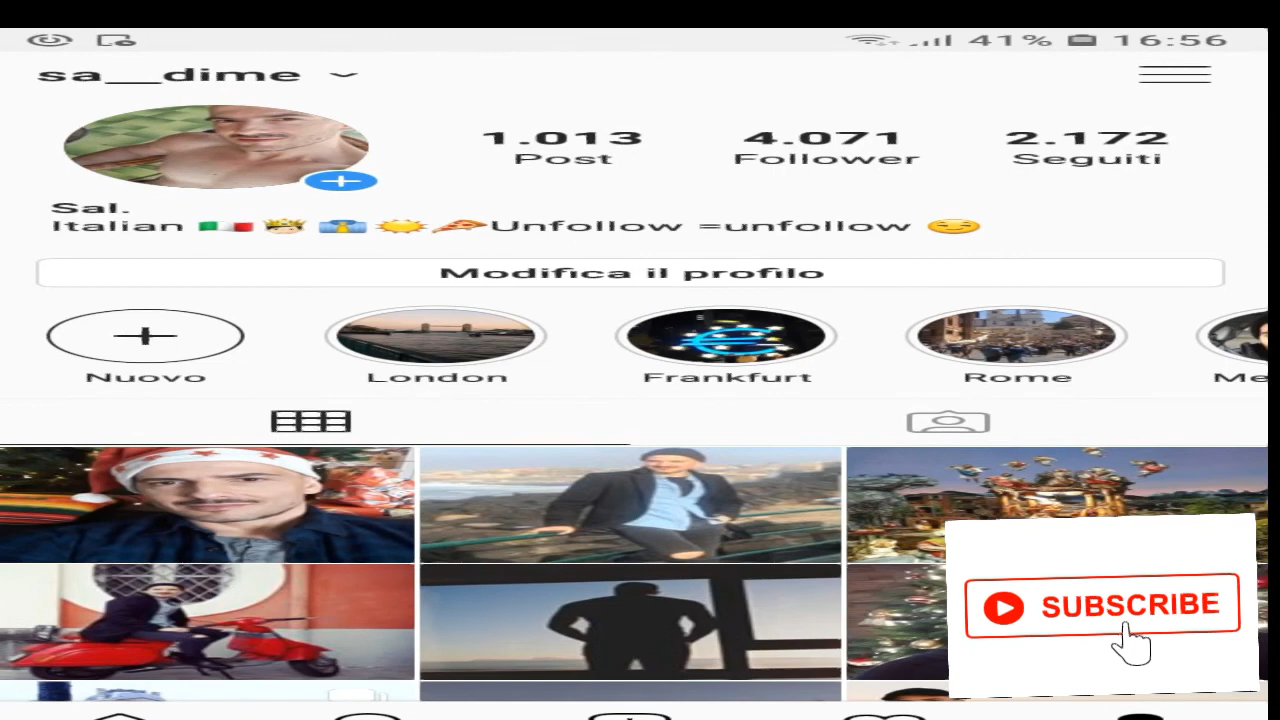 41% 16:56
sa__dime
1.013 4.071 2.172
Post Follower Seguiti
Sal.
Italian 🇮🇹 🤴🏻 👔 ☀️ 🍕Unfollow =unfollow 😏
Modifica il profilo
Nuovo London Frankfurt Rome Me
SUBSCRIBE